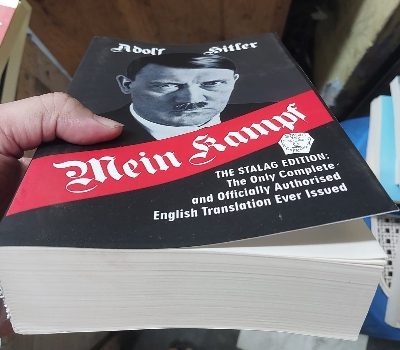 Adolf Hitler
Mein Kampf
THE STALAG EDITION:
The Only Complete
and Officially Authorised
English Translation Ever Issued